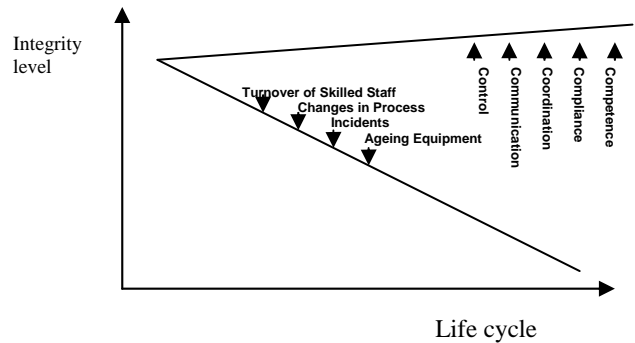 Integrity
level
Turnover of Skilled Staff
Changes in Process
Incidents
Ageing Equipment
Control
Communication
Coordination
Compliance
Competence
Life cycle